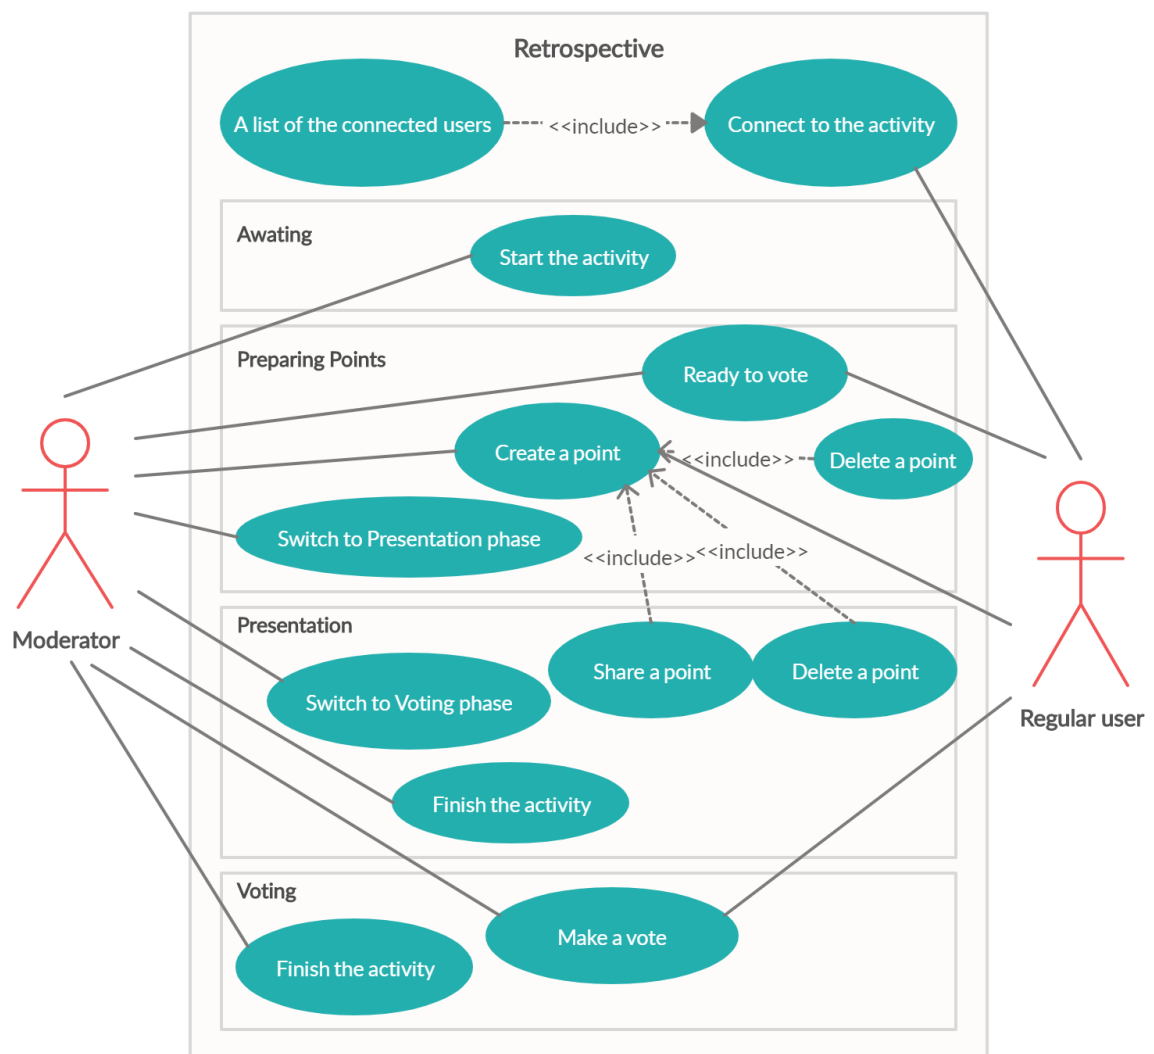 Retrospective
A list of the connected users
<<include>>
Connect to the activity
Awating
Start the activity
Preparing Points
Ready to vote
Create a point
<<include>>
Delete a point
Switch to Presentation phase
<<include>>
<<include>>
Moderator
Presentation
Share a point
Delete a point
Switch to Voting phase
Regular user
Finish the activity
Voting
Make a vote
Finish the activity